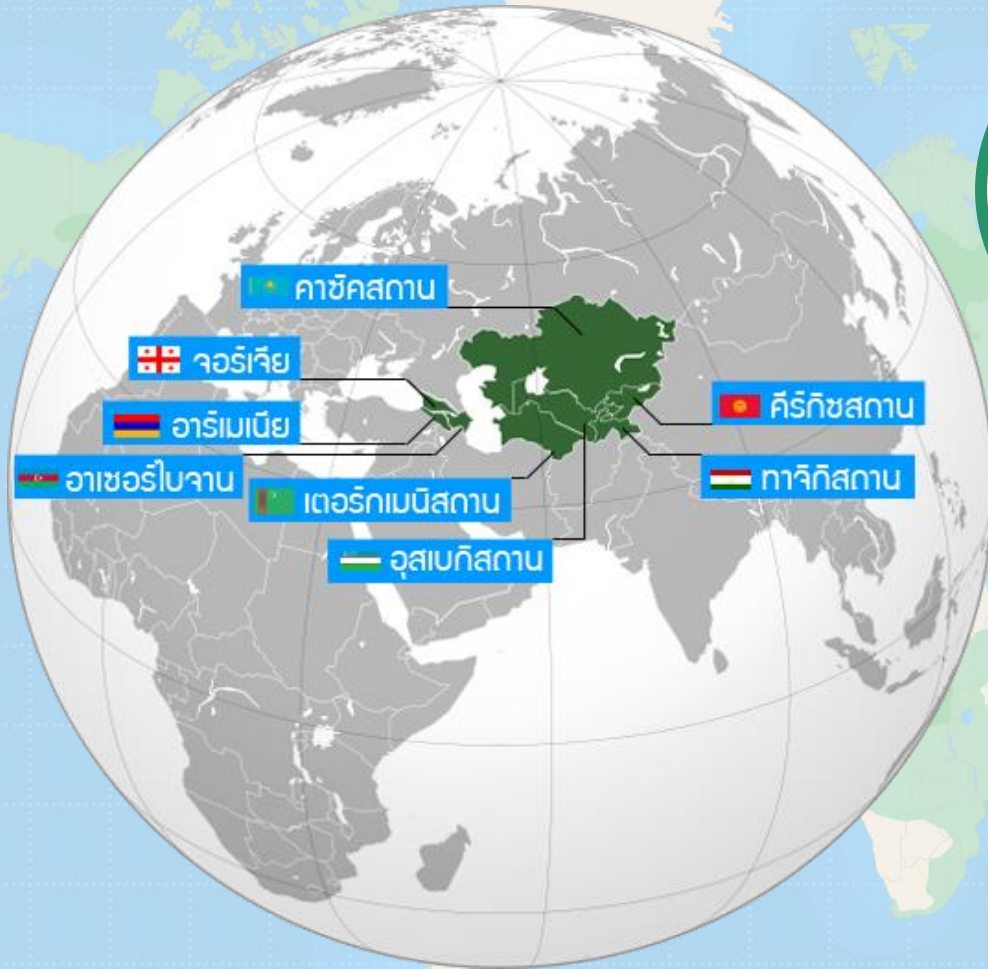 คาซัคสถาน
จอร์เจีย
อาร์เมเนีย
อาเซอร์ไบจาน
เตอร์กเมนิสถาน
อุสเบกิสถาน
คีร์กิซสถาน
ทาจิกิสถาน